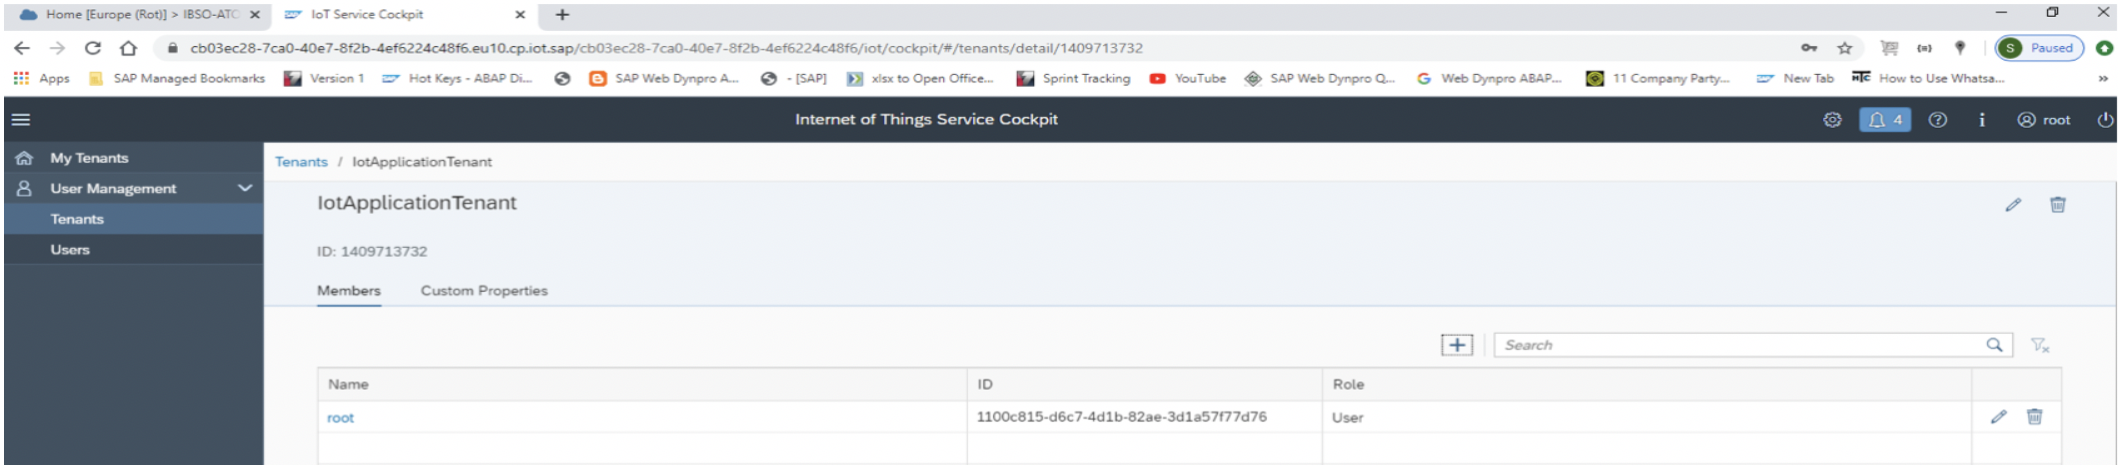 Home [Europe (Rot)] > IBSO-ATC
IoT Service Cockpit
cb03ec28-7ca0-40e7-8f2b-4ef6224c48f6.eu10.cp.iot.sap/cb03ec28-7ca0-40e7-8f2b-4ef6224c48f6/iot/cockpit/#/tenants/detail/1409713732
S Paused
Apps SAP Managed Bookmarks Version 1 Hot Keys - ABAP Di... SAP Web Dynpro A... - [SAP] xlsx to Open Office... Sprint Tracking YouTube SAP Web Dynpro Q... Web Dynpro ABAP... 11 Company Party... New Tab HTC How to Use Whatsa... »
Internet of Things Service Cockpit
4 root
My Tenants
User Management
Tenants
Users
Tenants / IotApplicationTenant
IotApplicationTenant
ID: 1409713732
Members Custom Properties
Search
Name ID Role
root 1100c815-d6c7-4d1b-82ae-3d1a57f77d76 User